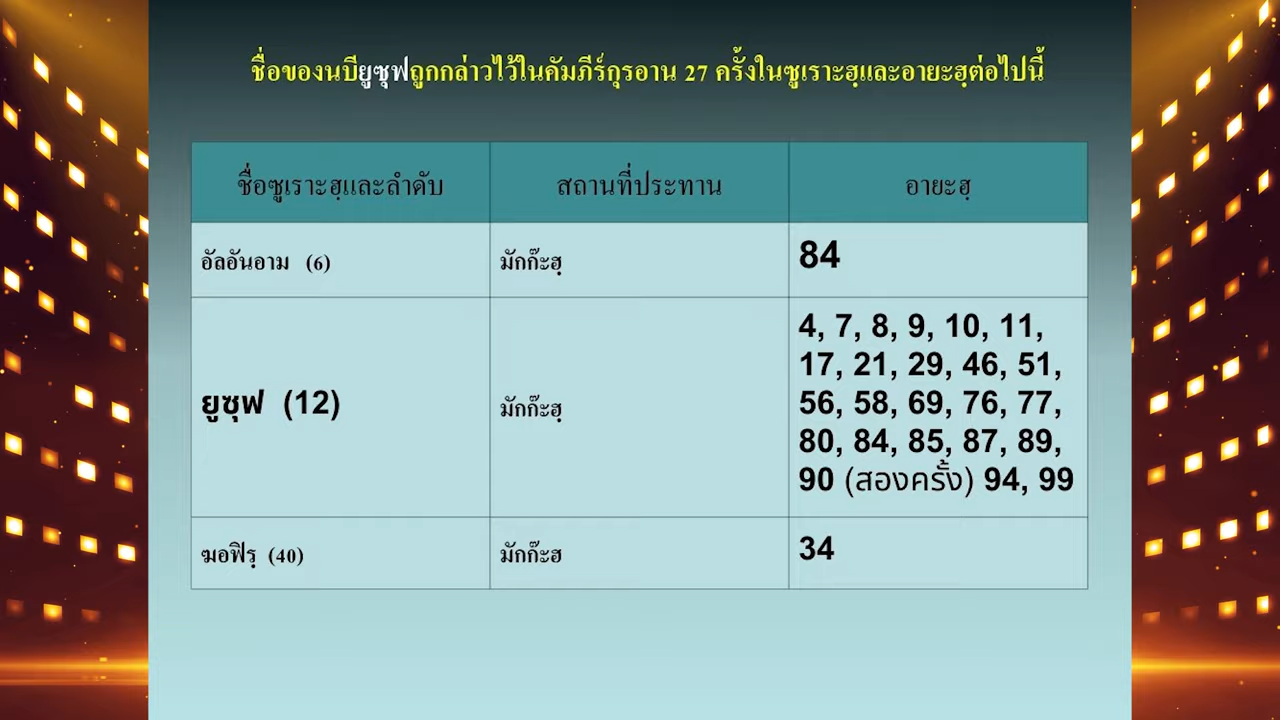 ชื่อของนบียูซุฟถูกกล่าวไว้ในคัมภีร์กุรอาน 27 ครั้งในซูเราะฮฺและอายะฮฺต่อไปนี้
ชื่อซูเราะฮฺและลำดับ สถานที่ประทาน อายะฮฺ
อัลอันอาม (6) มักก๊ะฮฺ 84
ยูซุฟ (12) มักก๊ะฮฺ 4, 7, 8, 9, 10, 11,
17, 21, 29, 46, 51,
56, 58, 69, 76, 77,
80, 84, 85, 87, 89,
90 (สองครั้ง) 94, 99
ฆอฟิรฺ (40) มักก๊ะฮ 34